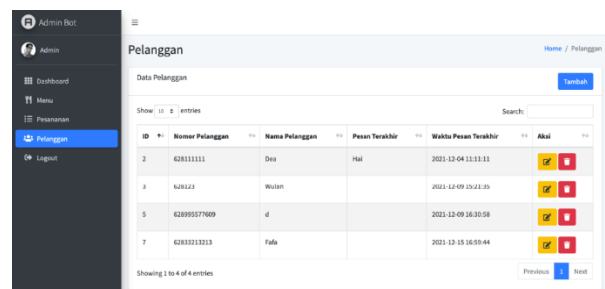 Admin Bot
Admin
Dashboard
Menu
Pesananan
Pelanggan
Logout
Pelanggan
Home / Pelanggan
Data Pelanggan
Tambah
Show 10 entries
Search:
ID Nomor Pelanggan Nama Pelanggan Pesan Terakhir Waktu Pesan Terakhir Aksi
2 628111111 Dea Hai 2021-12-04 11:11:11
3 628123 Wulan 2021-12-09 15:21:35
5 628995577609 d 2021-12-09 16:30:58
7 62833213213 Fafa 2021-12-15 16:59:44
Showing 1 to 4 of 4 entries
Previous 1 Next